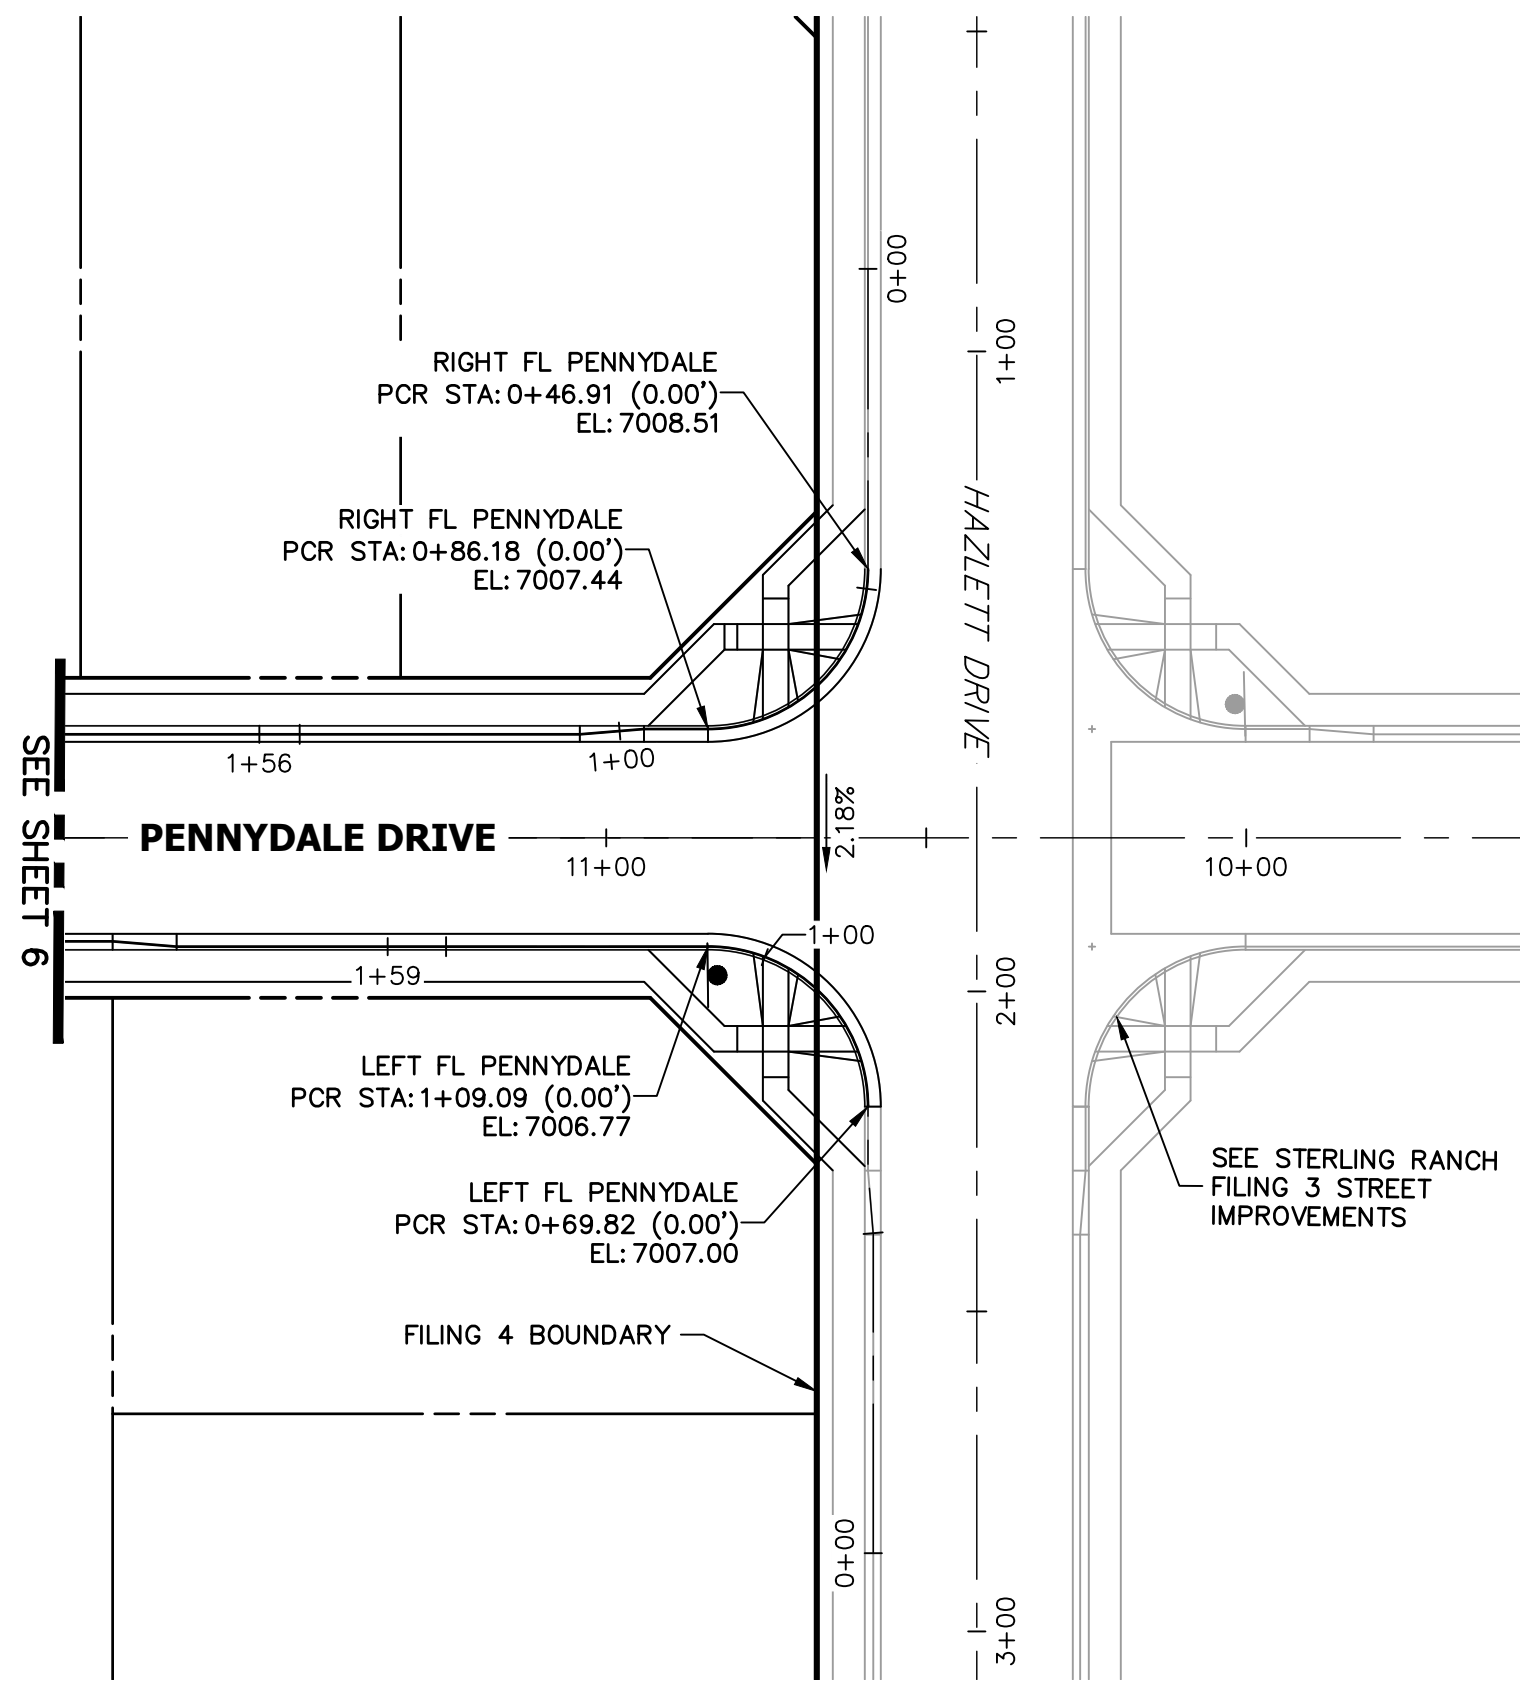 0+00
1+00
RIGHT FL PENNYDALE
PCR STA: 0+46.91 (0.00')
EL: 7008.51
HAZLETT DRIVE
RIGHT FL PENNYDALE
PCR STA: 0+86.18 (0.00')
EL: 7007.44
SEE SHEET 6
1+56
1+00
2.18%
PENNYDALE DRIVE
11+00
10+00
1+00
1+59
2+00
LEFT FL PENNYDALE
PCR STA: 1+09.09 (0.00')
EL: 7006.77
SEE STERLING RANCH
FILING 3 STREET
IMPROVEMENTS
LEFT FL PENNYDALE
PCR STA: 0+69.82 (0.00')
EL: 7007.00
FILING 4 BOUNDARY
0+00
3+00